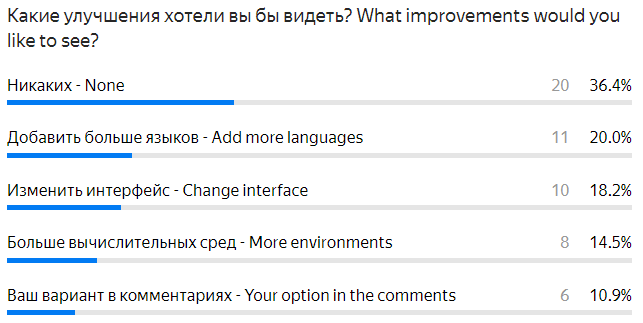 Какие улучшения хотели вы бы видеть? What improvements would you
like to see?
Никаких - None 20 36.4%
Добавить больше языков - Add more languages 11 20.0%
Изменить интерфейс - Change interface 10 18.2%
Больше вычислительных сред - More environments 8 14.5%
Ваш вариант в комментариях - Your option in the comments 6 10.9%